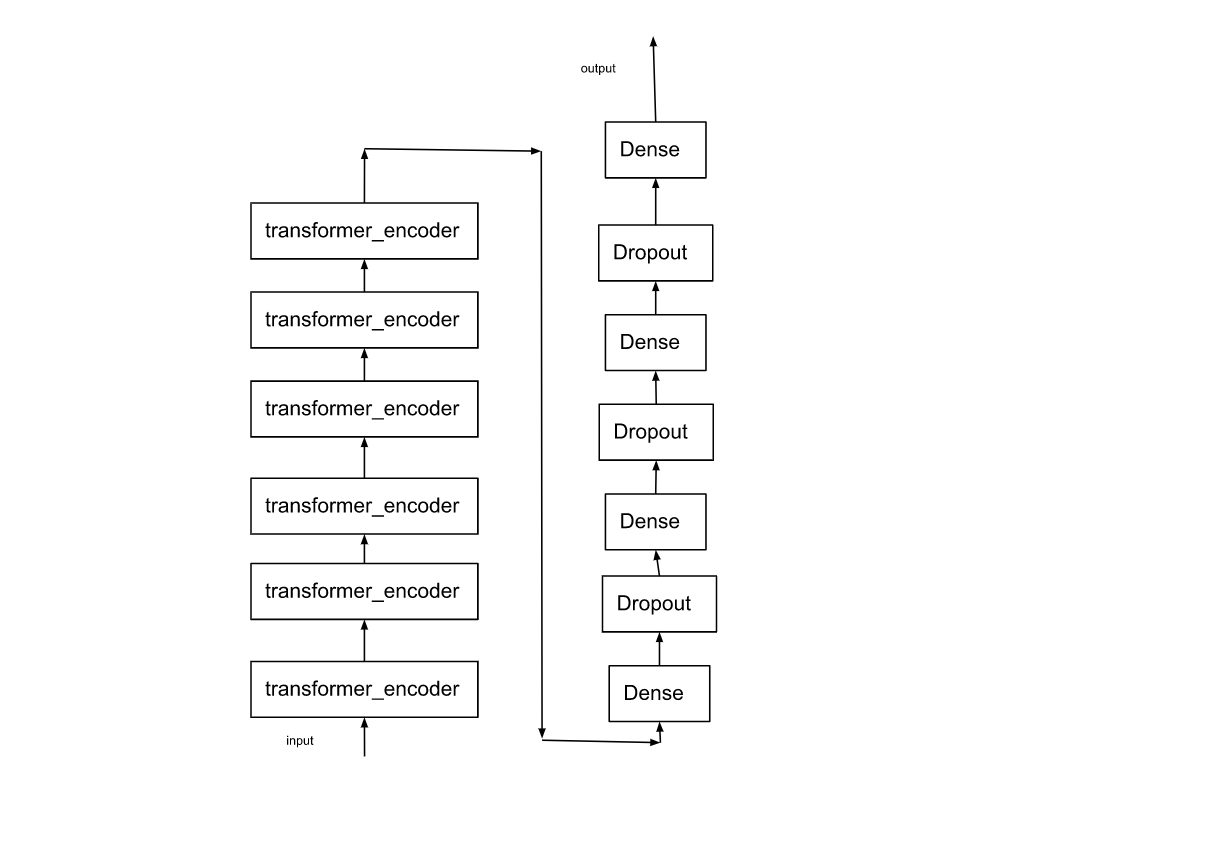 output
Dense
Dropout
Dense
Dropout
Dense
Dropout
Dense
transformer_encoder
transformer_encoder
transformer_encoder
transformer_encoder
transformer_encoder
transformer_encoder
input